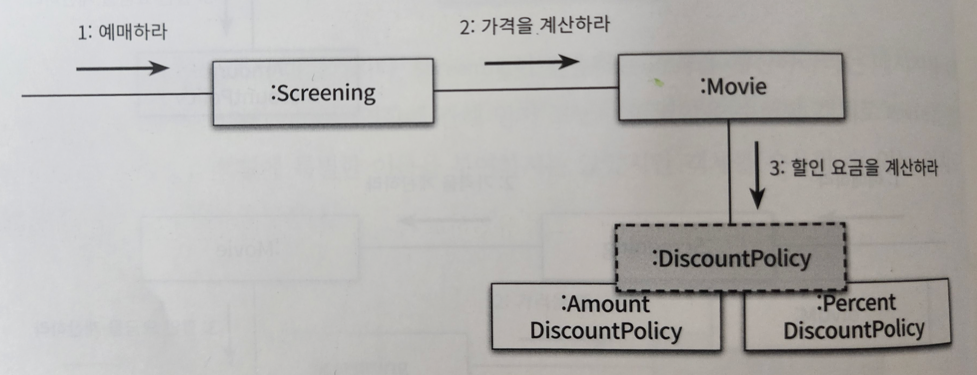 1: 예매하라
2: 가격을 계산하라
:Screening
:Movie
3: 할인 요금을 계산하라
:DiscountPolicy
:Amount
DiscountPolicy
:Percent
DiscountPolicy